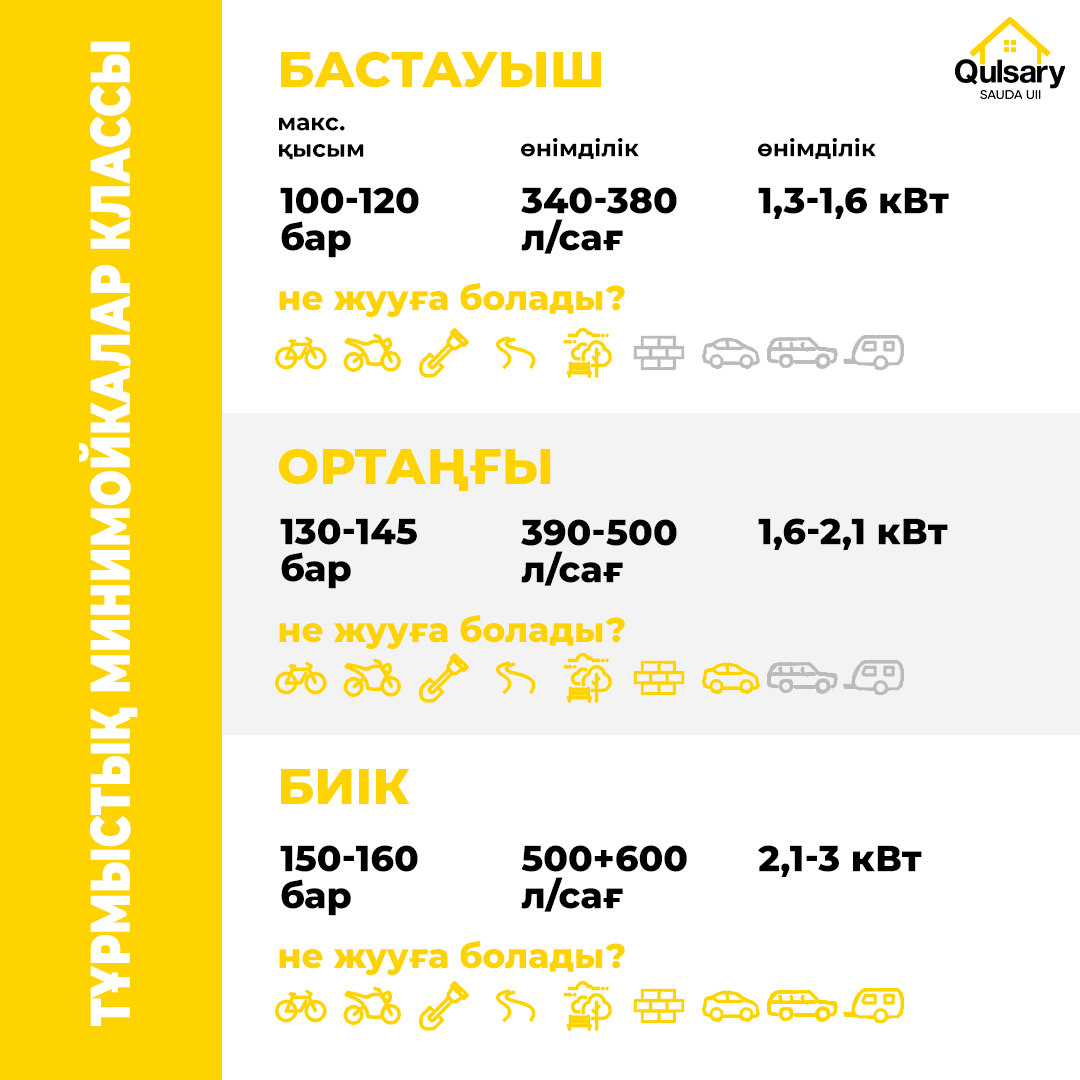 ТҰРМЫСТЫҚ МИНИМОЙКАЛАР КЛАССЫ
Qulsary
SAUDA UII
БАСТАУЫШ
макс.
қысым
өнімділік
өнімділік
100-120
бар
340-380
л/сағ
1,3-1,6 кВт
не жууға болады?
ОРТАҢҒЫ
130-145
бар
390-500
л/сағ
1,6-2,1 кВт
не жууға болады?
БИІК
150-160
бар
500+600
л/сағ
2,1-3 кВт
не жууға болады?